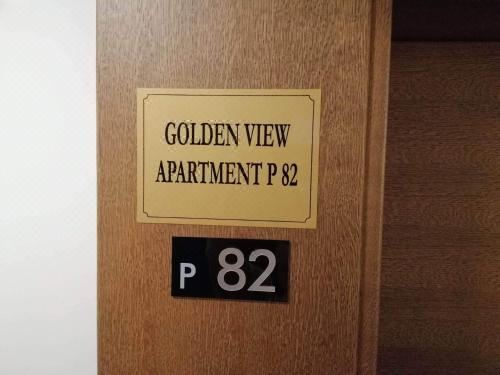 GOLDEN VIEW
APARTMENT P 82
P 82